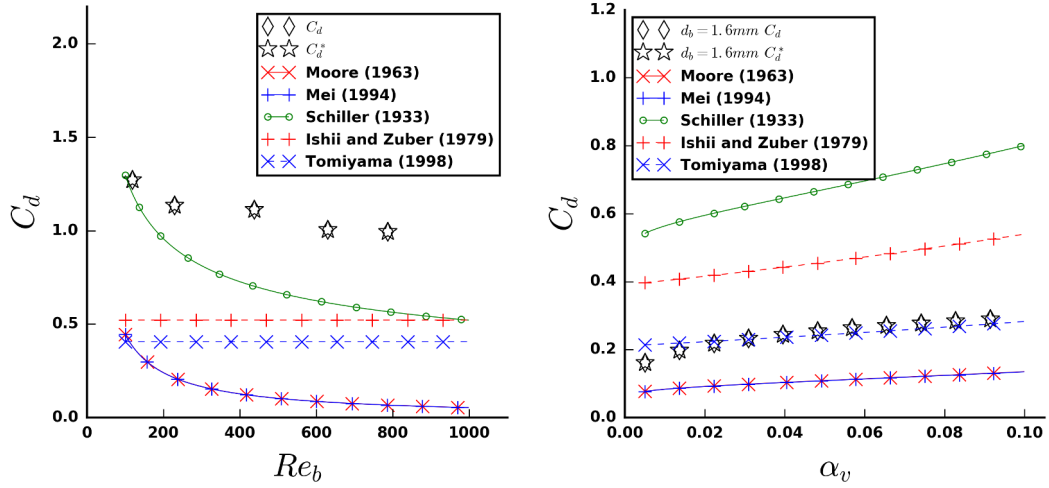 2.0
1.5
1.0
0.5
0.0
C_d
0 200 400 600 800 1000
Re_b
C_d
C_d^*
Moore (1963)
Mei (1994)
Schiller (1933)
Ishii and Zuber (1979)
Tomiyama (1998)
1.2
1.0
0.8
0.6
0.4
0.2
0.0
C_d
0.00 0.02 0.04 0.06 0.08 0.10
α_v
d_b = 1.6mm C_d
d_b = 1.6mm C_d^*
Moore (1963)
Mei (1994)
Schiller (1933)
Ishii and Zuber (1979)
Tomiyama (1998)